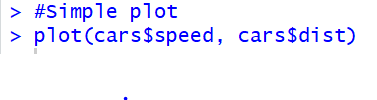 > #Simple plot
> plot(cars$speed, cars$dist)